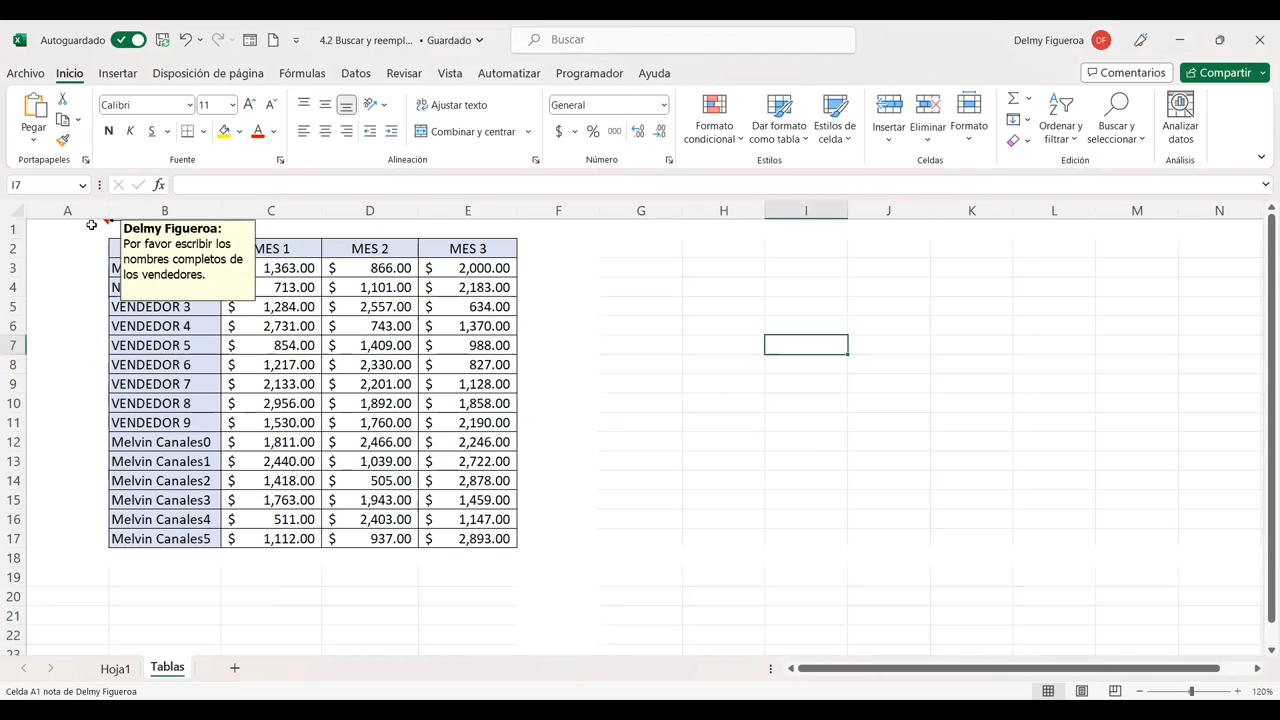 Autoguardado 4.2 Buscar y reempl... • Guardado Buscar Delmy Figueroa DF
Archivo Inicio Insertar Disposición de página Fórmulas Datos Revisar Vista Automatizar Programador Ayuda Comentarios Compartir
Pegar Calibri 11 Ajustar texto General Formato condicional Dar formato como tabla Estilos de celda Insertar Eliminar Formato Ordenar y filtrar Buscar y seleccionar Analizar datos
N K S A Combinar y centrar $ % 000
Portapapeles Fuente Alineación Número Estilos Celdas Edición Análisis
I7 fx
A B C D E F G H I J K L M N
1 Delmy Figueroa:
Por favor escribir los
nombres completos de
los vendedores.
2 MES 1 MES 2 MES 3
3 M 1,363.00 $ 866.00 $ 2,000.00
4 N 713.00 $ 1,101.00 $ 2,183.00
5 VENDEDOR 3 $ 1,284.00 $ 2,557.00 $ 634.00
6 VENDEDOR 4 $ 2,731.00 $ 743.00 $ 1,370.00
7 VENDEDOR 5 $ 854.00 $ 1,409.00 $ 988.00
8 VENDEDOR 6 $ 1,217.00 $ 2,330.00 $ 827.00
9 VENDEDOR 7 $ 2,133.00 $ 2,201.00 $ 1,128.00
10 VENDEDOR 8 $ 2,956.00 $ 1,892.00 $ 1,858.00
11 VENDEDOR 9 $ 1,530.00 $ 1,760.00 $ 2,190.00
12 Melvin Canales0 $ 1,811.00 $ 2,466.00 $ 2,246.00
13 Melvin Canales1 $ 2,440.00 $ 1,039.00 $ 2,722.00
14 Melvin Canales2 $ 1,418.00 $ 505.00 $ 2,878.00
15 Melvin Canales3 $ 1,763.00 $ 1,943.00 $ 1,459.00
16 Melvin Canales4 $ 511.00 $ 2,403.00 $ 1,147.00
17 Melvin Canales5 $ 1,112.00 $ 937.00 $ 2,893.00
18
19
20
21
22
23
Hoja1 Tablas
Celda A1 nota de Delmy Figueroa 120%